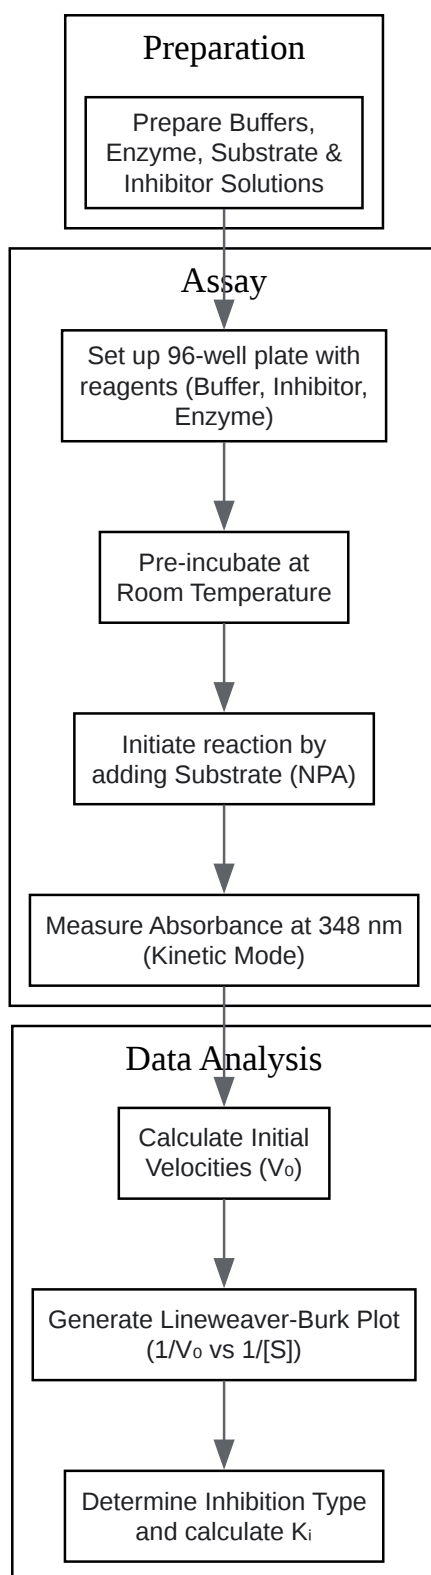 Preparation
Prepare Buffers,
Enzyme, Substrate &
Inhibitor Solutions
Assay
Set up 96-well plate with
reagents (Buffer, Inhibitor,
Enzyme)
Pre-incubate at
Room Temperature
Initiate reaction by
adding Substrate (NPA)
Measure Absorbance at 348 nm
(Kinetic Mode)
Data Analysis
Calculate Initial
Velocities (V₀)
Generate Lineweaver-Burk Plot
(1/V₀ vs 1/[S])
Determine Inhibition Type
and calculate Kᵢ